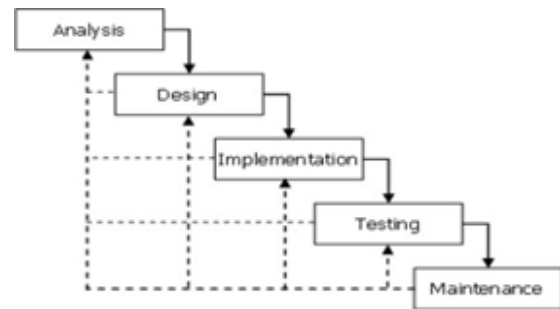 Analysis
Design
Implementation
Testing
Maintenance